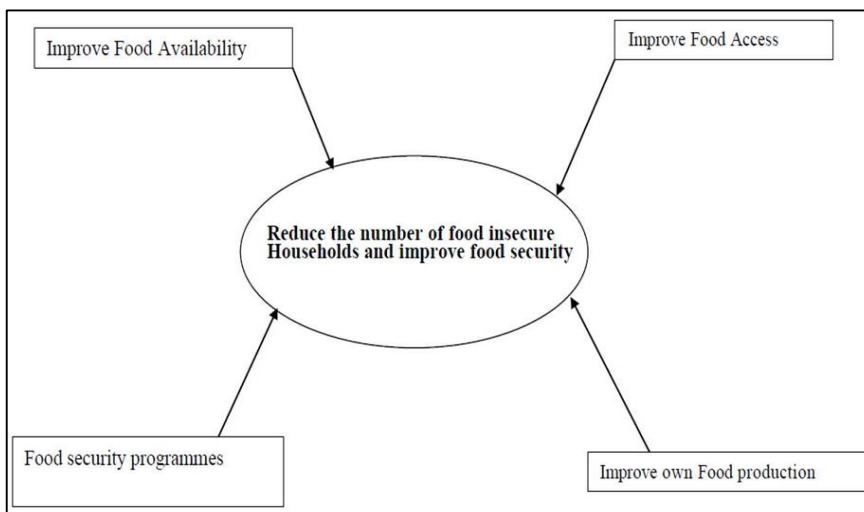 Improve Food Availability
Improve Food Access
Reduce the number of food insecure
Households and improve food security
Food security programmes
Improve own Food production